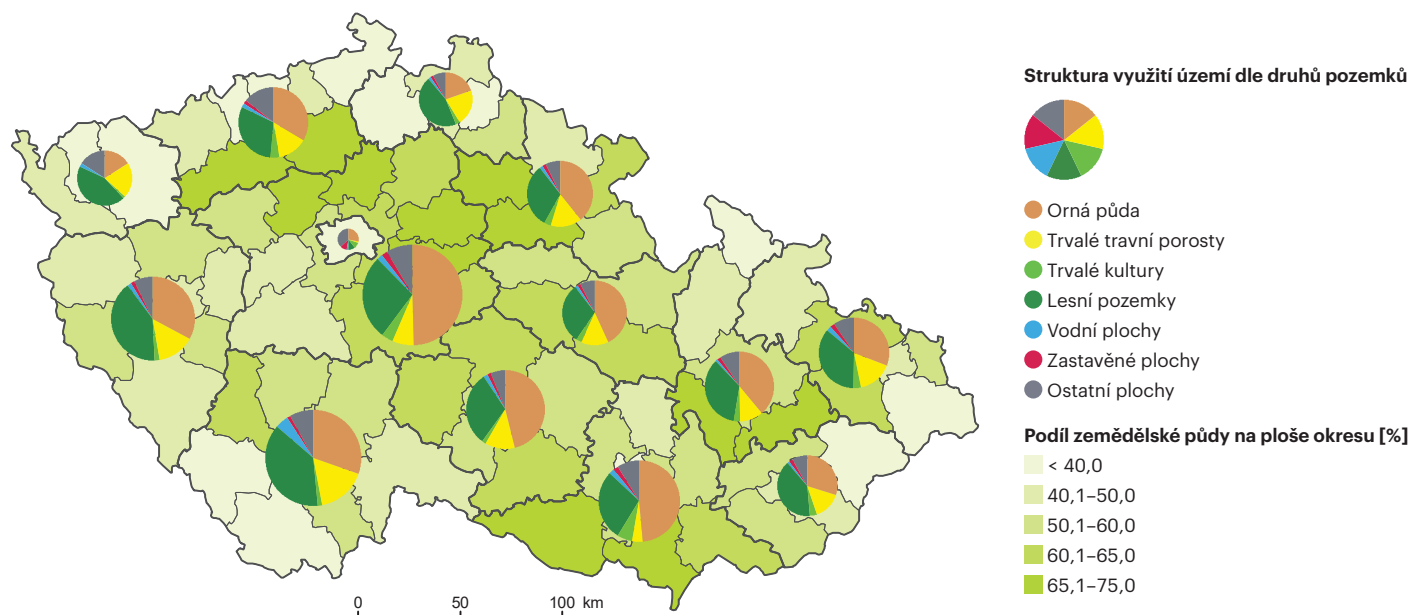 Struktura využití území dle druhů pozemků
Orná půda
Trvalé travní porosty
Trvalé kultury
Lesní pozemky
Vodní plochy
Zastavěné plochy
Ostatní plochy
Podíl zemědělské půdy na ploše okresu [%]
< 40,0
40,1–50,0
50,1–60,0
60,1–65,0
65,1–75,0
0 50 100 km